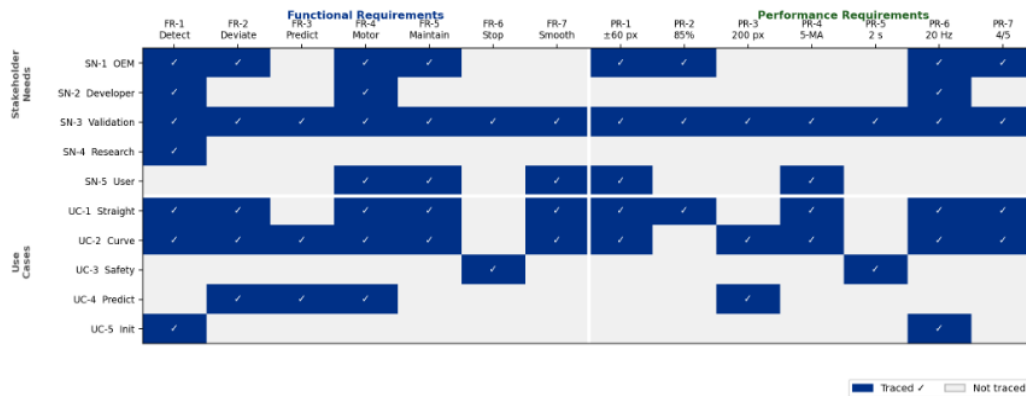 Functional Requirements Performance Requirements
FR-1 FR-2 FR-3 FR-4 FR-5 FR-6 FR-7 PR-1 PR-2 PR-3 PR-4 PR-5 PR-6 PR-7
Detect Deviate Predict Motor Maintain Stop Smooth ±60 px 85% 200 px 5-MA 2 s 20 Hz 4/5
Stakeholder
Needs
SN-1 OEM ✓ ✓ ✓ ✓ ✓ ✓ ✓ ✓
SN-2 Developer ✓ ✓ ✓
SN-3 Validation ✓ ✓ ✓ ✓ ✓ ✓ ✓ ✓ ✓ ✓ ✓ ✓ ✓ ✓
SN-4 Research ✓
SN-5 User ✓ ✓ ✓ ✓ ✓
Use
Cases
UC-1 Straight ✓ ✓ ✓ ✓ ✓ ✓ ✓ ✓ ✓ ✓
UC-2 Curve ✓ ✓ ✓ ✓ ✓ ✓ ✓ ✓ ✓ ✓ ✓
UC-3 Safety ✓ ✓
UC-4 Predict ✓ ✓ ✓ ✓
UC-5 Init ✓ ✓
Traced ✓ Not traced